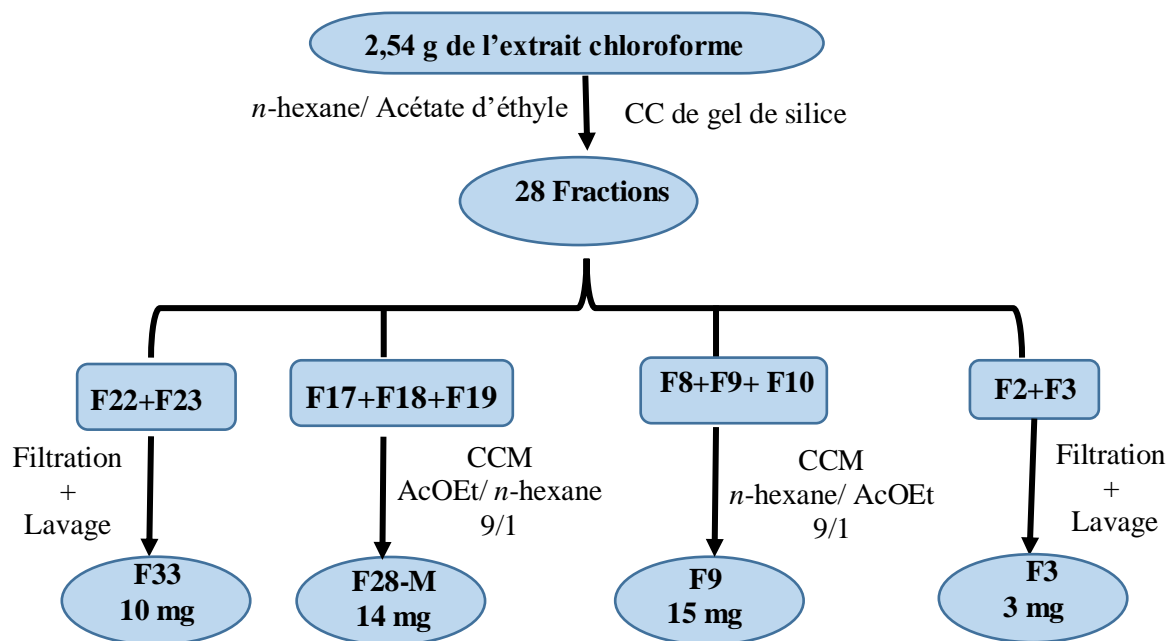 2,54 g de l’extrait chloroforme
n-hexane/ Acétate d’éthyle
CC de gel de silice
28 Fractions
F22+F23
F17+F18+F19
F8+F9+ F10
F2+F3
Filtration
+
Lavage
CCM
AcOEt/ n-hexane
9/1
CCM
n-hexane/ AcOEt
9/1
Filtration
+
Lavage
F33
10 mg
F28-M
14 mg
F9
15 mg
F3
3 mg